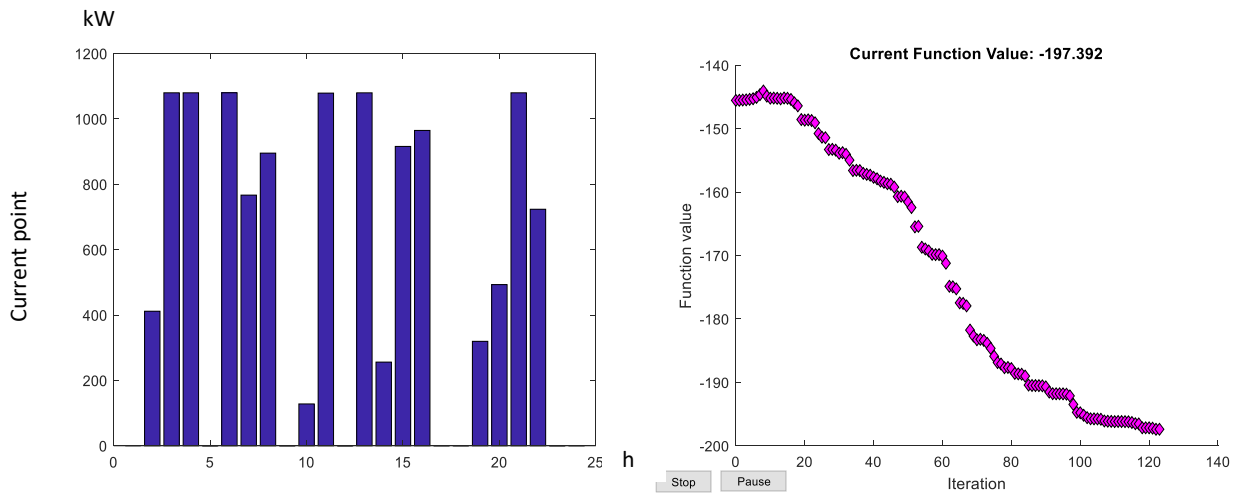 kW
Current point
1200
1000
800
600
400
200
0
0 5 10 15 20 25
h
Current Function Value: -197.392
Function value
-140
-150
-160
-170
-180
-190
-200
0 20 40 60 80 100 120 140
Iteration
Stop Pause